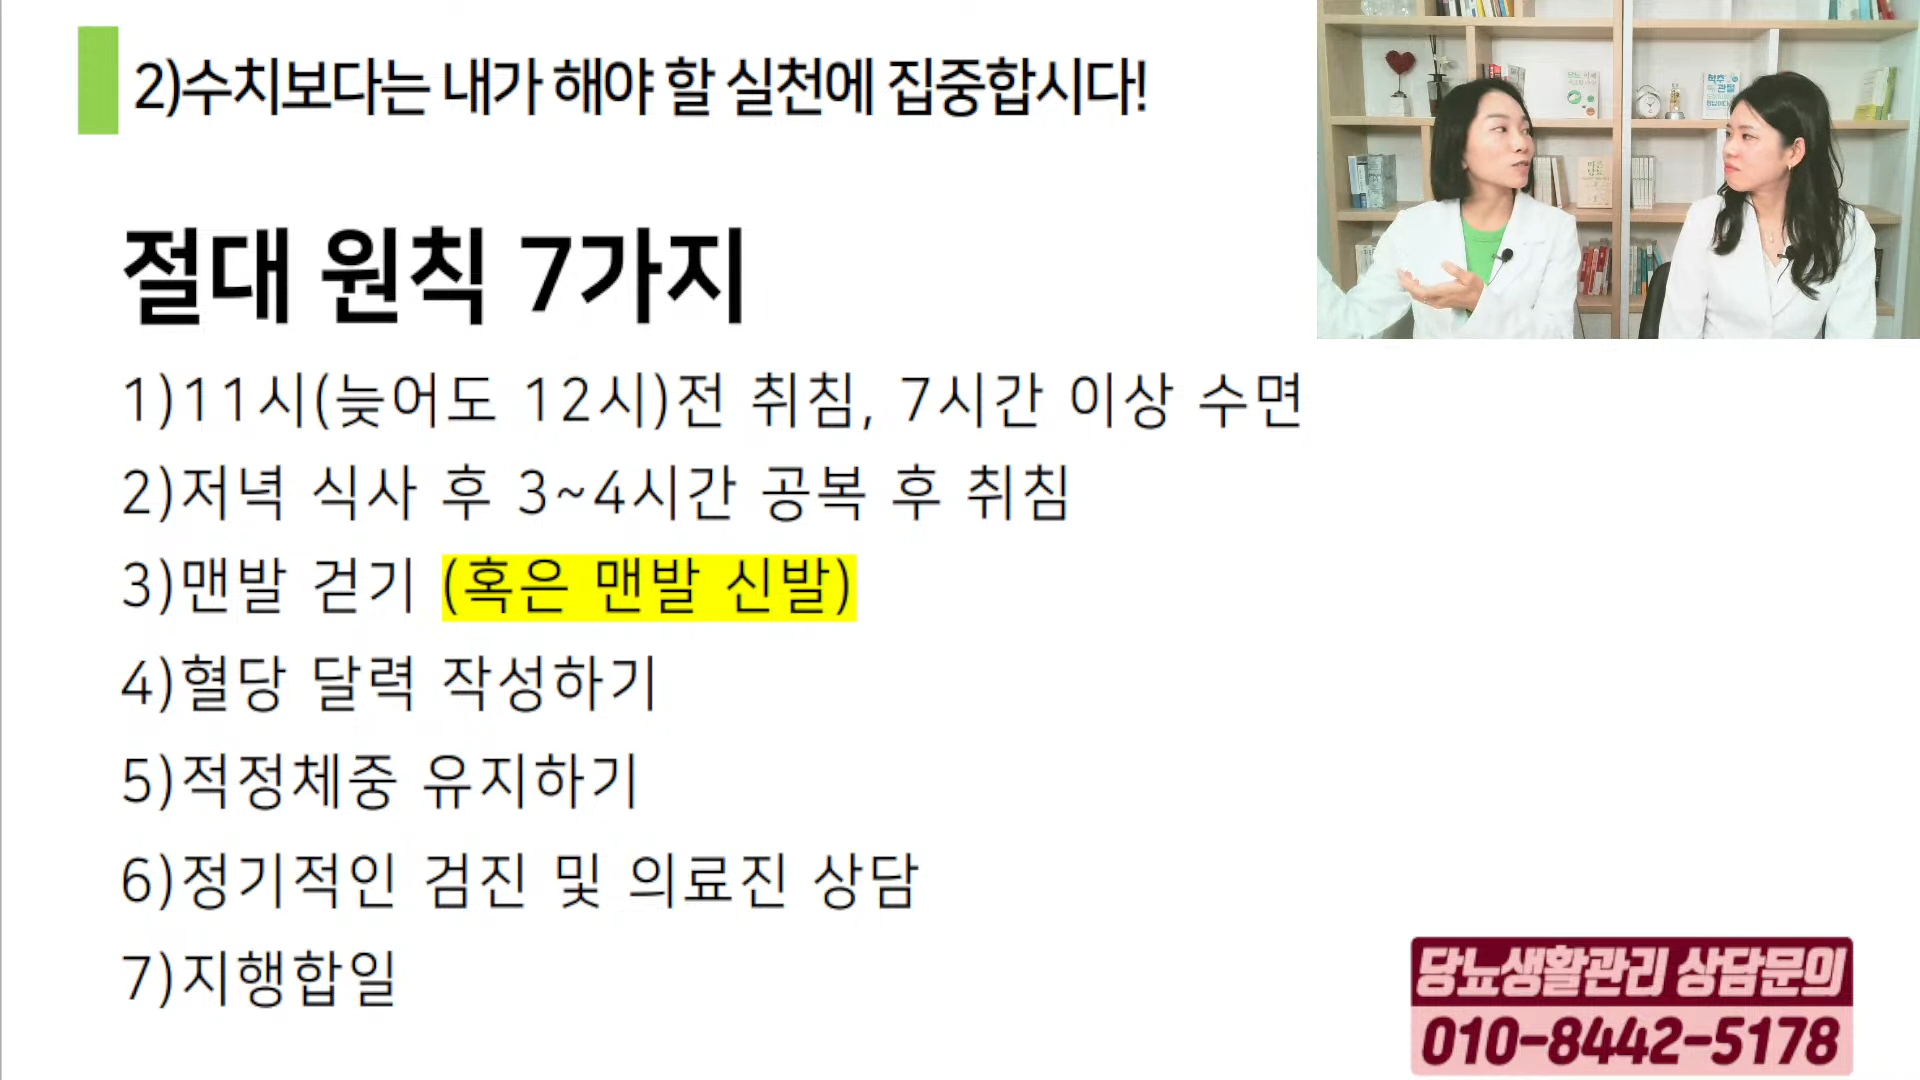 2)수치보다는 내가 해야 할 실천에 집중합시다!
절대 원칙 7가지
1)11시(늦어도 12시)전 취침, 7시간 이상 수면
2)저녁 식사 후 3~4시간 공복 후 취침
3)맨발 걷기 (혹은 맨발 신발)
4)혈당 달력 작성하기
5)적정체중 유지하기
6)정기적인 검진 및 의료진 상담
7)지행합일
당뇨생활관리 상담문의
010-8442-5178